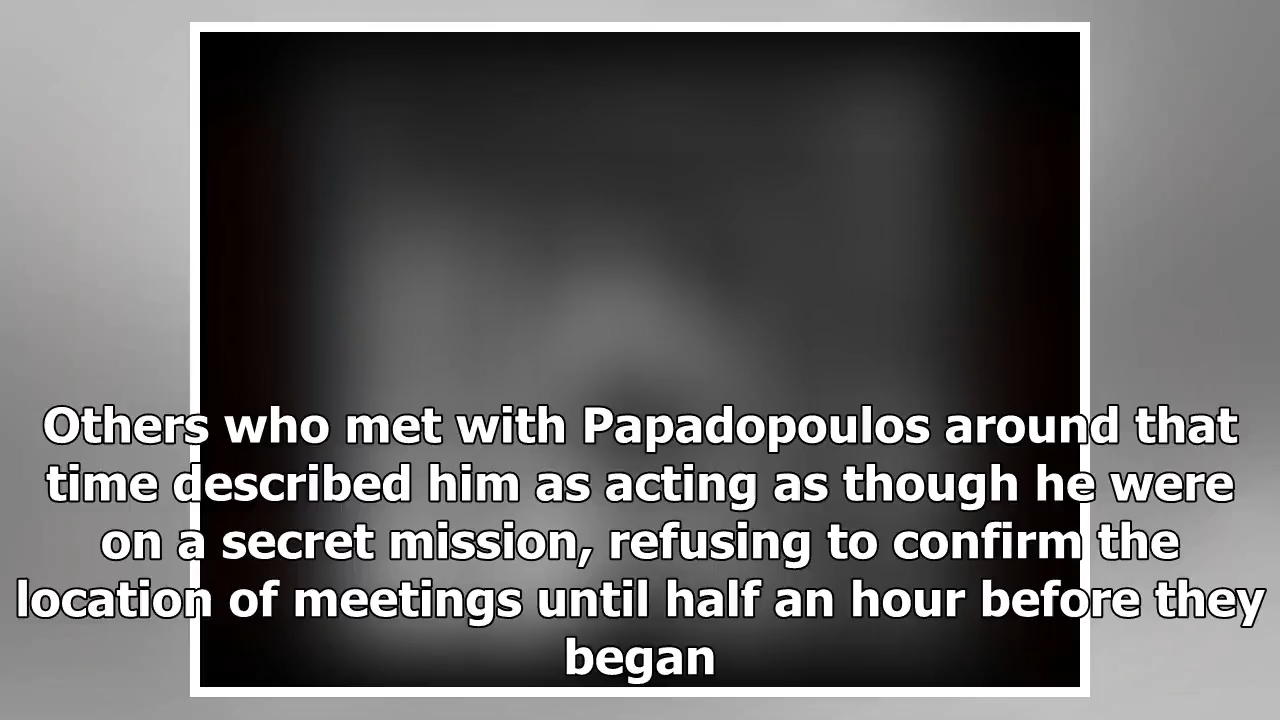 Others who met with Papadopoulos around that
time described him as acting as though he were
on a secret mission, refusing to confirm the
location of meetings until half an hour before they
began